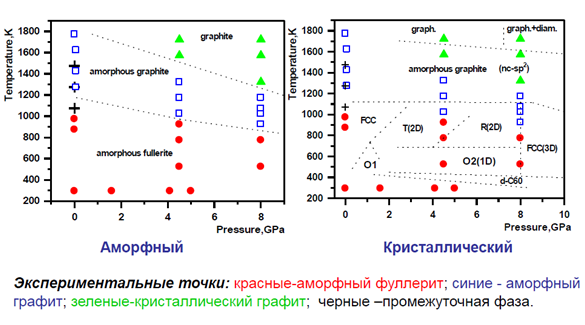 Temperature,K
1800
1600
1400
1200
1000
800
600
400
200
graphite
amorphous graphite
amorphous fullerite
0
2
4
6
8
Pressure,GPa
Аморфный
Temperature,K
1800
1600
1400
1200
1000
800
600
400
200
graph.
graph.+diam.
amorphous graphite
(nc-sp²)
FCC
T(2D)
R(2D)
FCC(3D)
O1
O2(1D)
d-C60
0
2
4
6
8
10
Pressure,GPa
Кристаллический
Экспериментальные точки: красные-аморфный фуллерит; синие - аморфный
графит; зеленые-кристаллический графит; черные –промежуточная фаза.